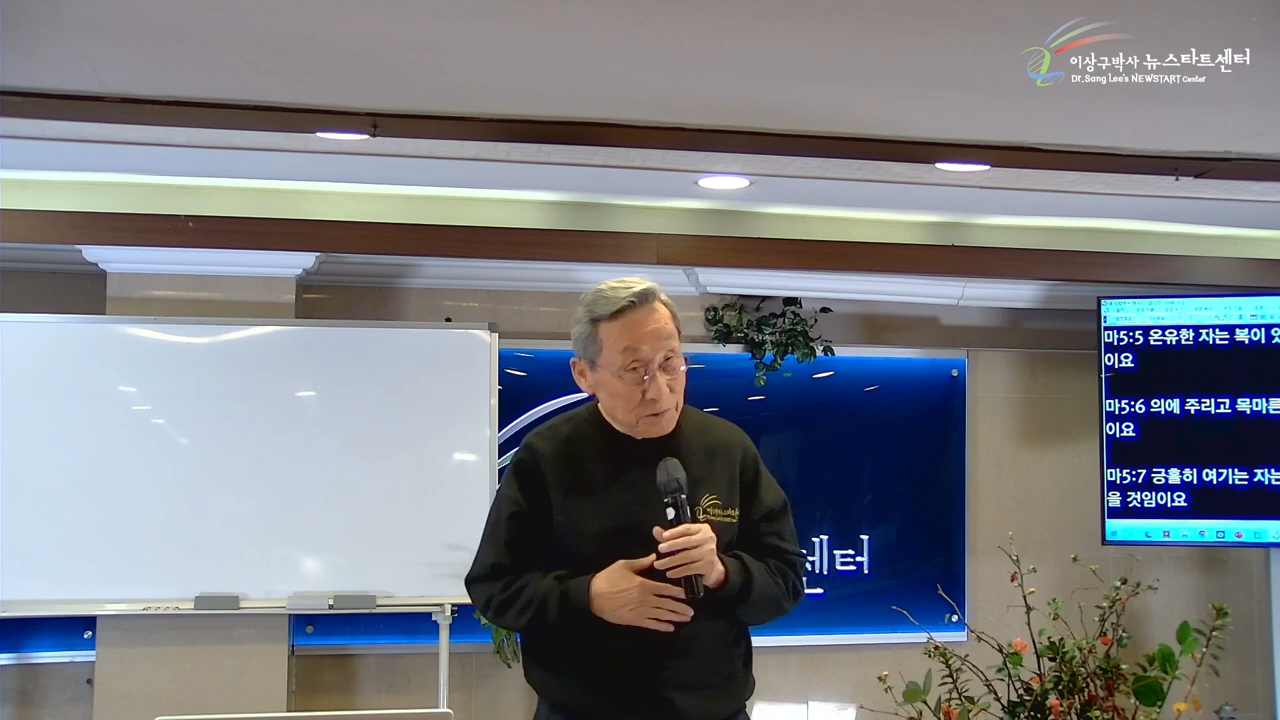 이상구박사 뉴스타트센터
Dr. Sang Lee's NEWSTART Center
마5:5 온유한 자는 복이
이요
마5:6 의에 주리고 목마른
이요
마5:7 긍휼히 여기는 자는
을 것임이요
센터